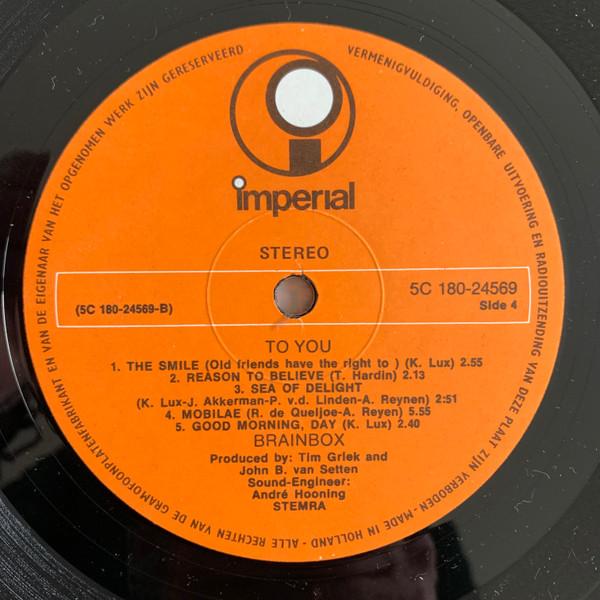 VERMENIGVULDIGING, OPENBARE UITVOERING EN RADIOUITZENDING VAN DEZE PLAAT ZIJN VERBODEN - MADE IN HOLLAND - ALLE RECHTEN VAN DE GRAMOFOONPLATENFABRIKANT EN VAN DE EIGENAAR VAN HET OPGENOMEN WERK ZIJN GERESERVEERD
imperial
STEREO
(5C 180-24569-B)
5C 180-24569
Side 4
TO YOU
1. THE SMILE (Old friends have the right to ) (K. Lux) 2.55
2. REASON TO BELIEVE (T. Hardin) 2.13
3. SEA OF DELIGHT
(K. Lux-J. Akkerman-P. v.d. Linden-A. Reynen) 2:51
4. MOBILAE (R. de Queljoe-A. Reyen) 5.55
5. GOOD MORNING, DAY (K. Lux) 2.40
BRAINBOX
Produced by: Tim Griek and
John B. van Setten
Sound-Engineer:
André Hooning
STEMRA